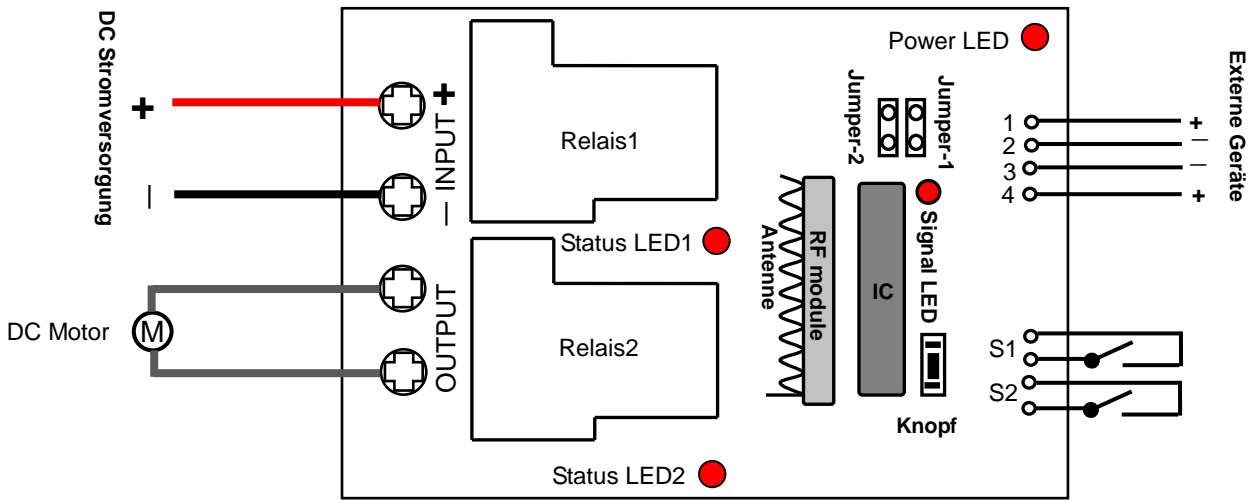 DC Stromversorgung
+
—
DC Motor
M
+
— INPUT
OUTPUT
Relais1
Status LED1
Relais2
Status LED2
Antenne
RF module
IC
Jumper-2
Jumper-1
Signal LED
Knopf
Power LED
1 +
2 —
3 —
4 +
Externe Geräte
S1
S2